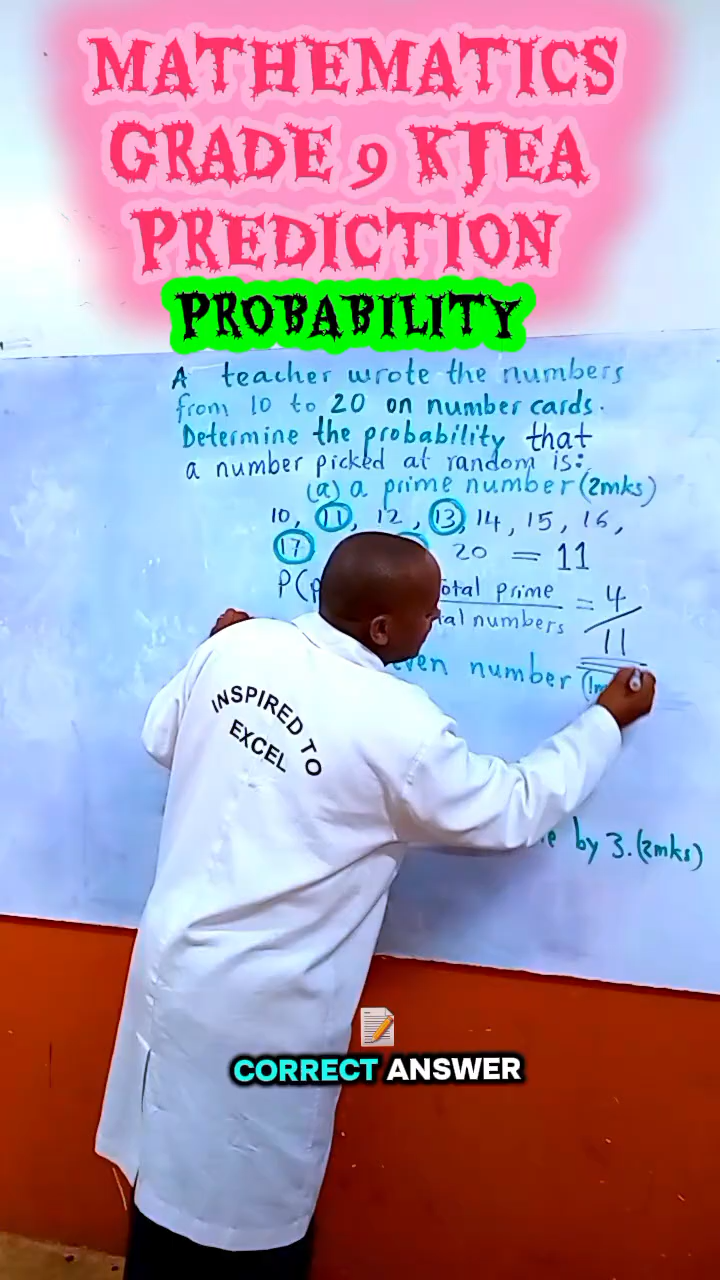 MATHEMATICS
GRADE 9 KJEA
PREDICTION
PROBABILITY
A teacher wrote the numbers
from 10 to 20 on number cards.
Determine the probability that
a number picked at random is:
(a) a prime number (2mks)
10, 11, 12, 13, 14, 15, 16,
17 20 = 11
P(p otal prime = 4
al numbers 11
even number (1m
by 3. (2mks)
INSPIRED TO
EXCEL
CORRECT ANSWER